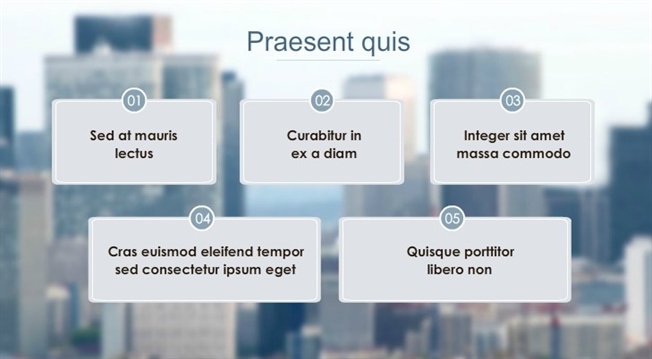 Praesent quis
01
Sed at mauris
lectus
02
Curabitur in
ex a diam
03
Integer sit amet
massa commodo
04
Cras euismod eleifend tempor
sed consectetur ipsum eget
05
Quisque porttitor
libero non